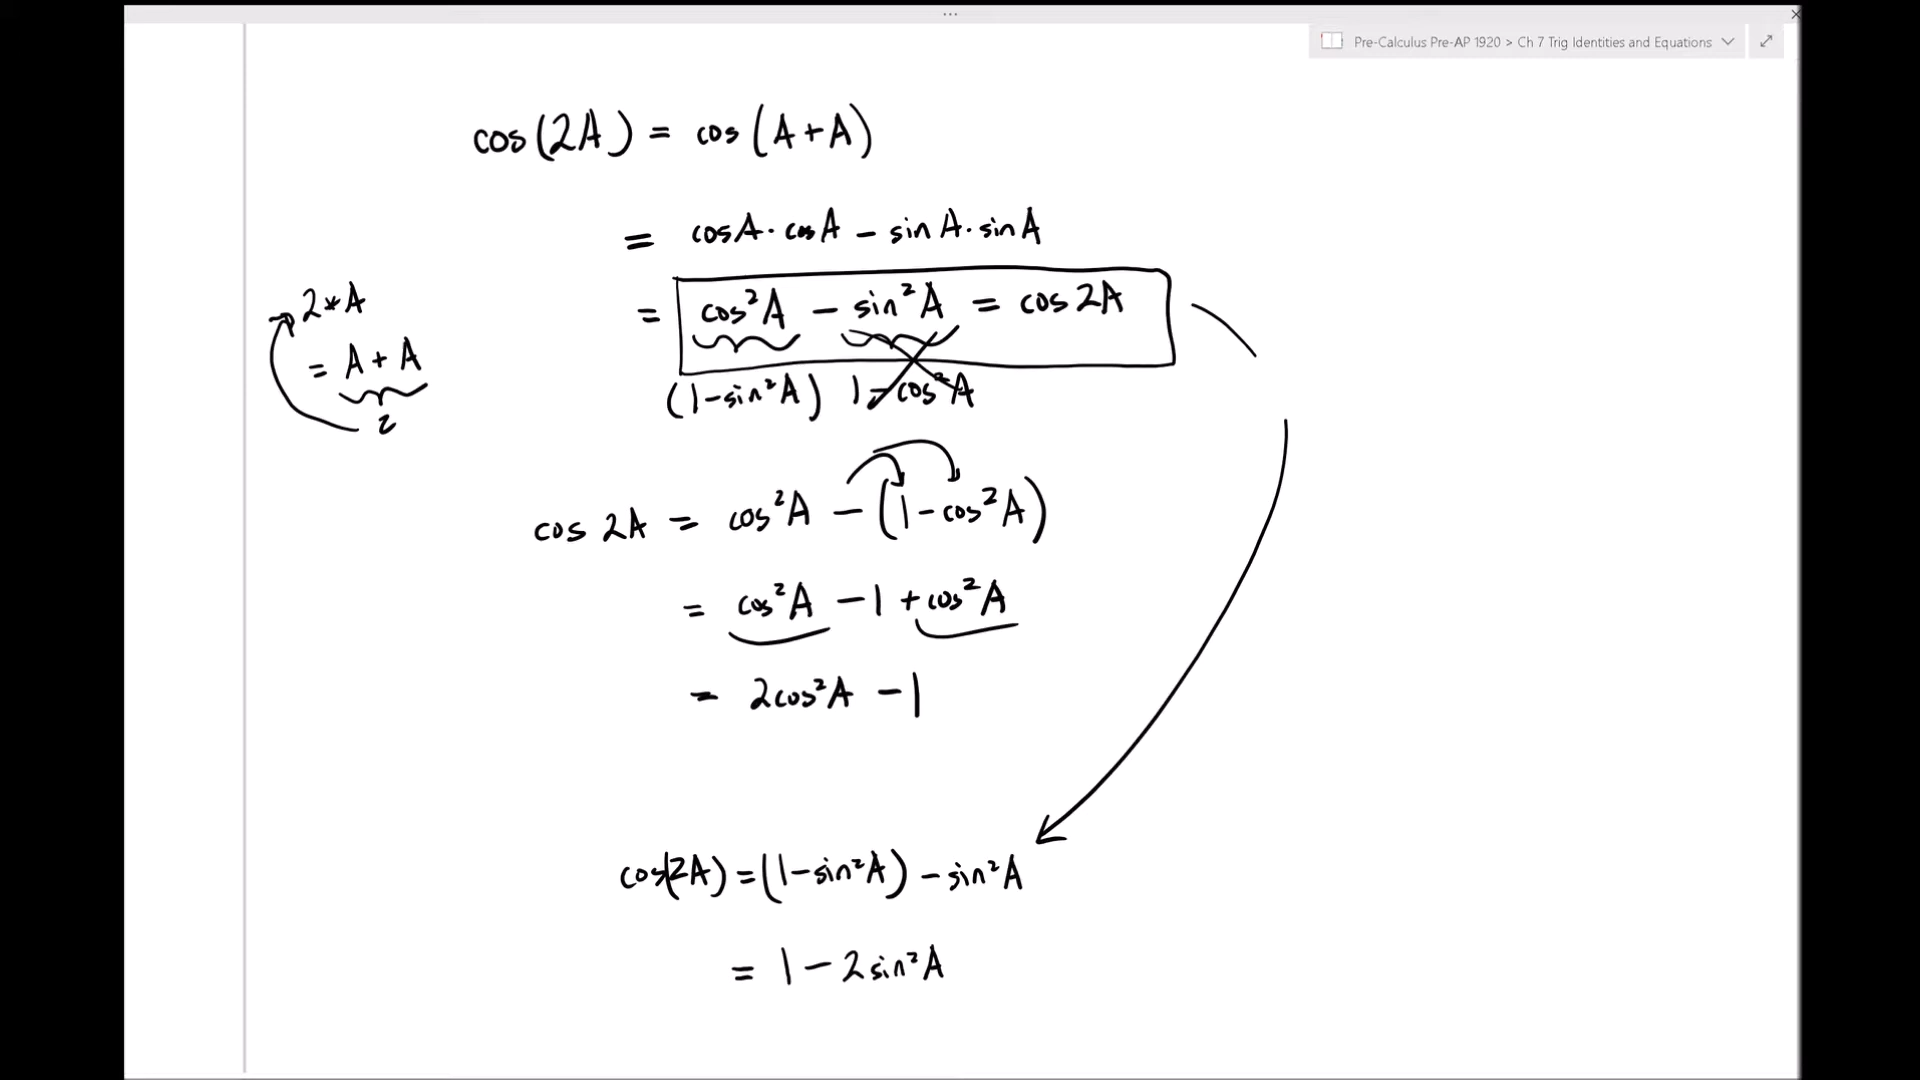 Pre-Calculus Pre-AP 1920 > Ch 7 Trig Identities and Equations
cos(2A) = cos(A+A)
= cosA·cosA − sinA·sinA
= cos²A − sin²A = cos2A
(1−sin²A) 1−cos²A
2*A
= A+A
2
cos 2A = cos²A − (1−cos²A)
= cos²A −1 +cos²A
= 2cos²A −1
cos(2A) = (1−sin²A) − sin²A
= 1 − 2sin²A